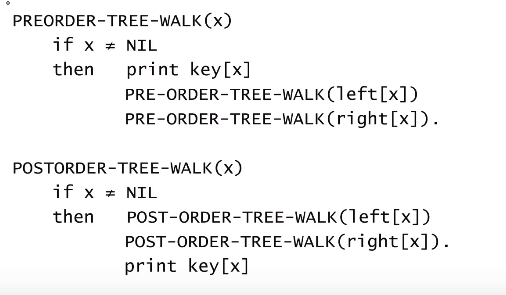 PREORDER-TREE-WALK(x)
if x ≠ NIL
then print key[x]
PRE-ORDER-TREE-WALK(left[x])
PRE-ORDER-TREE-WALK(right[x]).
POSTORDER-TREE-WALK(x)
if x ≠ NIL
then POST-ORDER-TREE-WALK(left[x])
POST-ORDER-TREE-WALK(right[x]).
print key[x]